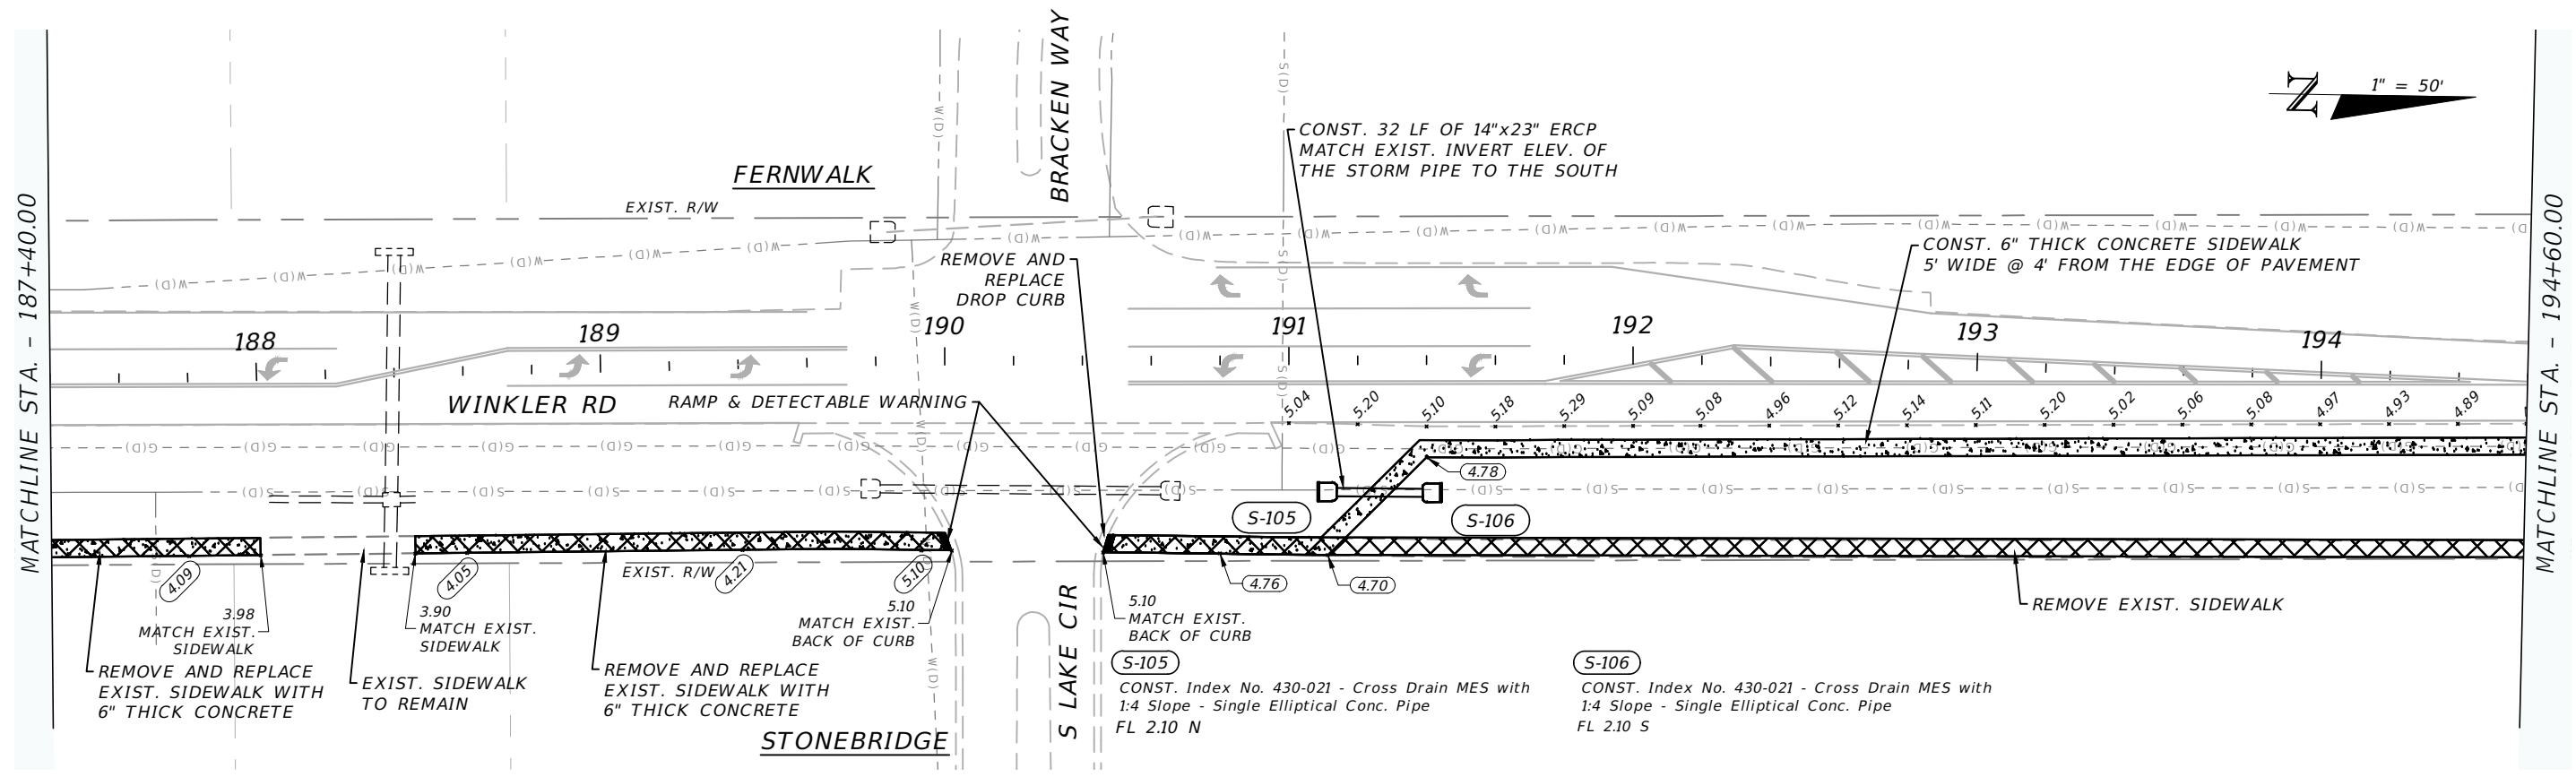 MATCHLINE STA. - 187+40.00
BRACKEN WAY
FERNWALK
EXIST. R/W
N
1" = 50'
CONST. 32 LF OF 14"x23" ERCP
MATCH EXIST. INVERT ELEV. OF
THE STORM PIPE TO THE SOUTH
CONST. 6" THICK CONCRETE SIDEWALK
5' WIDE @ 4' FROM THE EDGE OF PAVEMENT
REMOVE AND
REPLACE
DROP CURB
W(D) W(D) W(D) W(D) W(D) W(D) W(D) W(D) W(D) W(D) W(D) W(D) W(D) W(D) W(D) W(D) W(D) W(D)
188 189 190 191 192 193 194
WINKLER RD
RAMP & DETECTABLE WARNING
5.04 5.20 5.10 5.18 5.29 5.09 5.08 4.96 5.12 5.14 5.11 5.20 5.02 5.06 5.08 4.97 4.93 4.89
G(D) G(D) G(D) G(D) G(D) G(D) G(D) G(D) G(D) G(D) G(D)
4.78
S(D) S(D) S(D) S(D) S(D) S(D) S(D) S(D) S(D) S(D) S(D) S(D) S(D) S(D) S(D) S(D) S(D) S(D)
S-105
S-106
4.09
4.05
EXIST. R/W
4.21
5.10
4.76
4.70
3.98
MATCH EXIST.
SIDEWALK
3.90
MATCH EXIST.
SIDEWALK
5.10
MATCH EXIST.
BACK OF CURB
5.10
MATCH EXIST.
BACK OF CURB
REMOVE EXIST. SIDEWALK
REMOVE AND REPLACE
EXIST. SIDEWALK WITH
6" THICK CONCRETE
EXIST. SIDEWALK
TO REMAIN
REMOVE AND REPLACE
EXIST. SIDEWALK WITH
6" THICK CONCRETE
STONEBRIDGE
S LAKE CIR
S-105
CONST. Index No. 430-021 - Cross Drain MES with
1:4 Slope - Single Elliptical Conc. Pipe
FL 2.10 N
S-106
CONST. Index No. 430-021 - Cross Drain MES with
1:4 Slope - Single Elliptical Conc. Pipe
FL 2.10 S
MATCHLINE STA. - 194+60.00